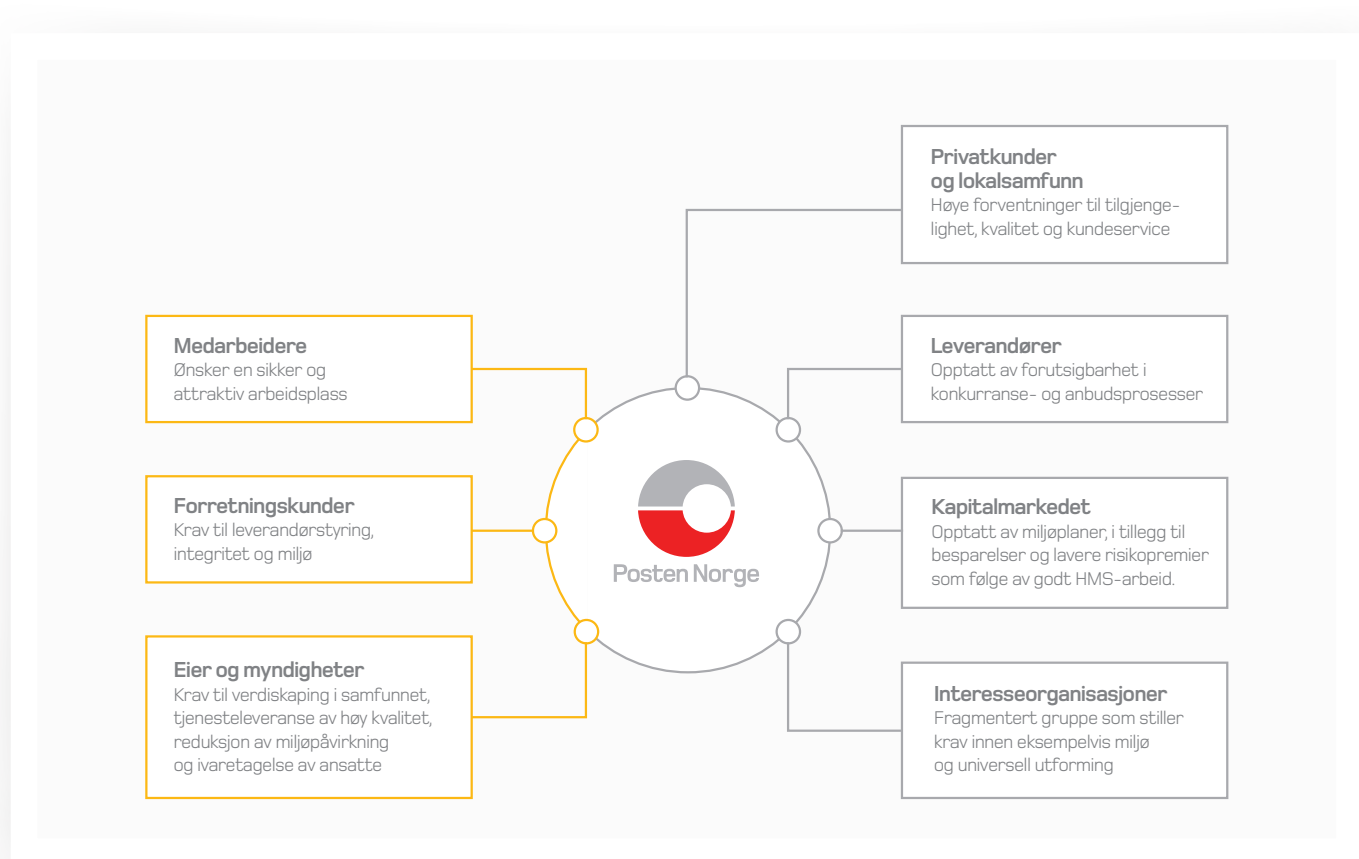 Privatkunder
og lokalsamfunn
Høye forventninger til tilgjenge-
lighet, kvalitet og kundeservice
Medarbeidere
Ønsker en sikker og
attraktiv arbeidsplass
Leverandører
Opptatt av forutsigbarhet i
konkurranse- og anbudsprosesser
Forretningskunder
Krav til leverandørstyring,
integritet og miljø
Posten Norge
Kapitalmarkedet
Opptatt av miljøplaner, i tillegg til
besparelser og lavere risikopremier
som følge av godt HMS-arbeid.
Eier og myndigheter
Krav til verdiskaping i samfunnet,
tjenesteleveranse av høy kvalitet,
reduksjon av miljøpåvirkning
og ivaretagelse av ansatte
Interesseorganisasjoner
Fragmentert gruppe som stiller
krav innen eksempelvis miljø
og universell utforming